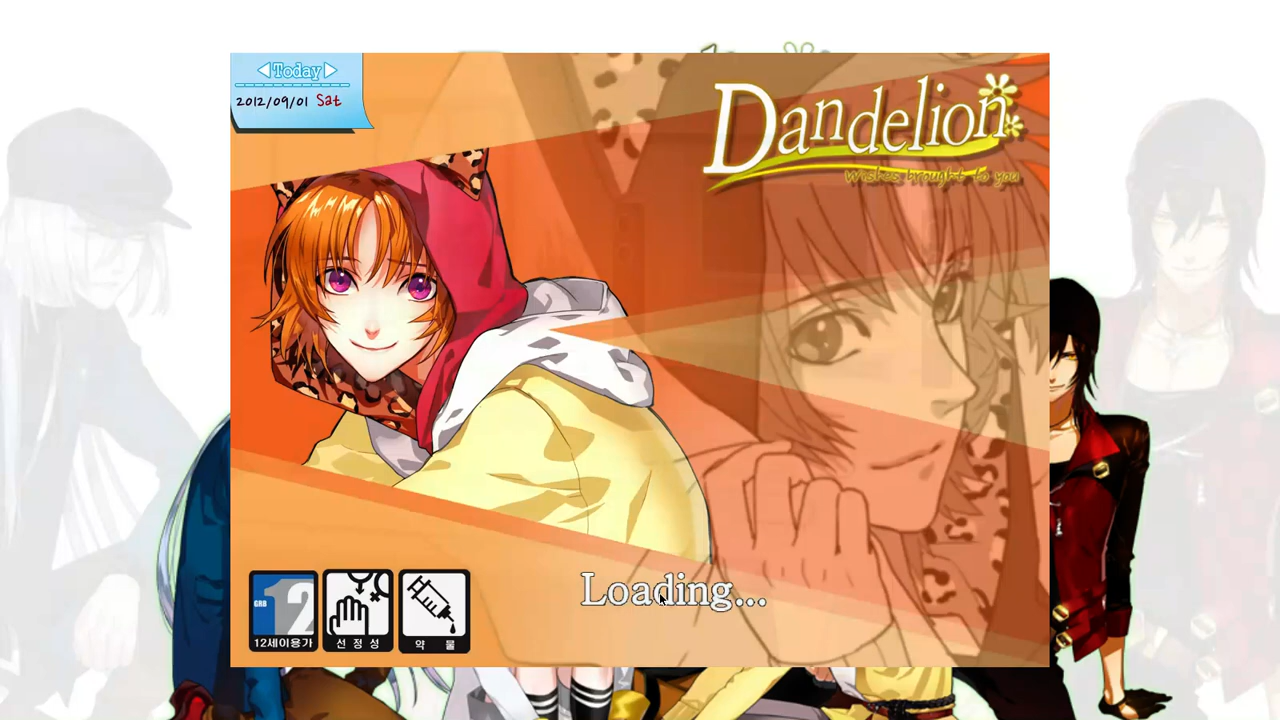 Today
2012/09/01 Sat
Dandelion
Wishes brought to you
Loading...
GRB 12
12세이용가
선정성
약 물